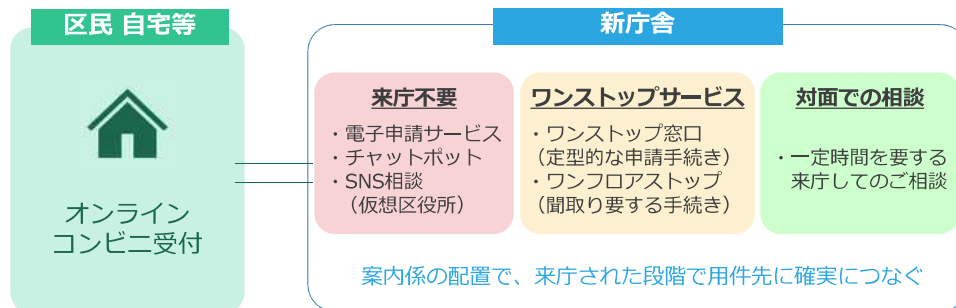 区民 自宅等
オンライン
コンビニ受付
新庁舎
来庁不要
・電子申請サービス
・チャットポット
・SNS相談
（仮想区役所）
ワンストップサービス
・ワンストップ窓口
（定型的な申請手続き）
・ワンフロアストップ
（聞取り要する手続き）
対面での相談
・一定時間を要する
来庁してのご相談
案内係の配置で、来庁された段階で用件先に確実につなぐ